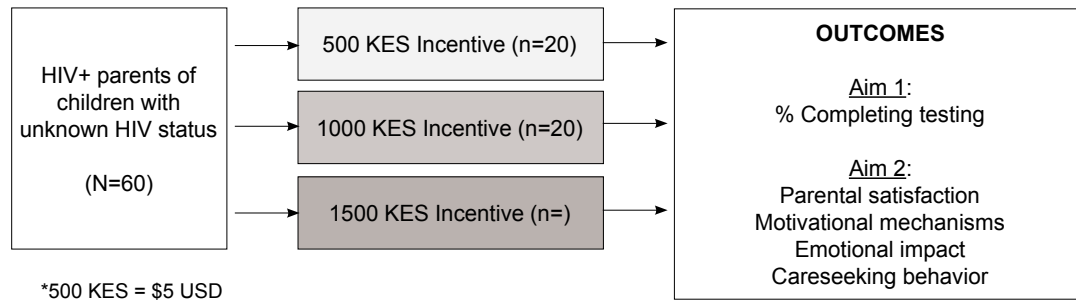 HIV+ parents of
children with
unknown HIV status
(N=60)
500 KES Incentive (n=20)
1000 KES Incentive (n=20)
1500 KES Incentive (n=)
OUTCOMES
Aim 1:
% Completing testing
Aim 2:
Parental satisfaction
Motivational mechanisms
Emotional impact
Careseeking behavior
*500 KES = $5 USD